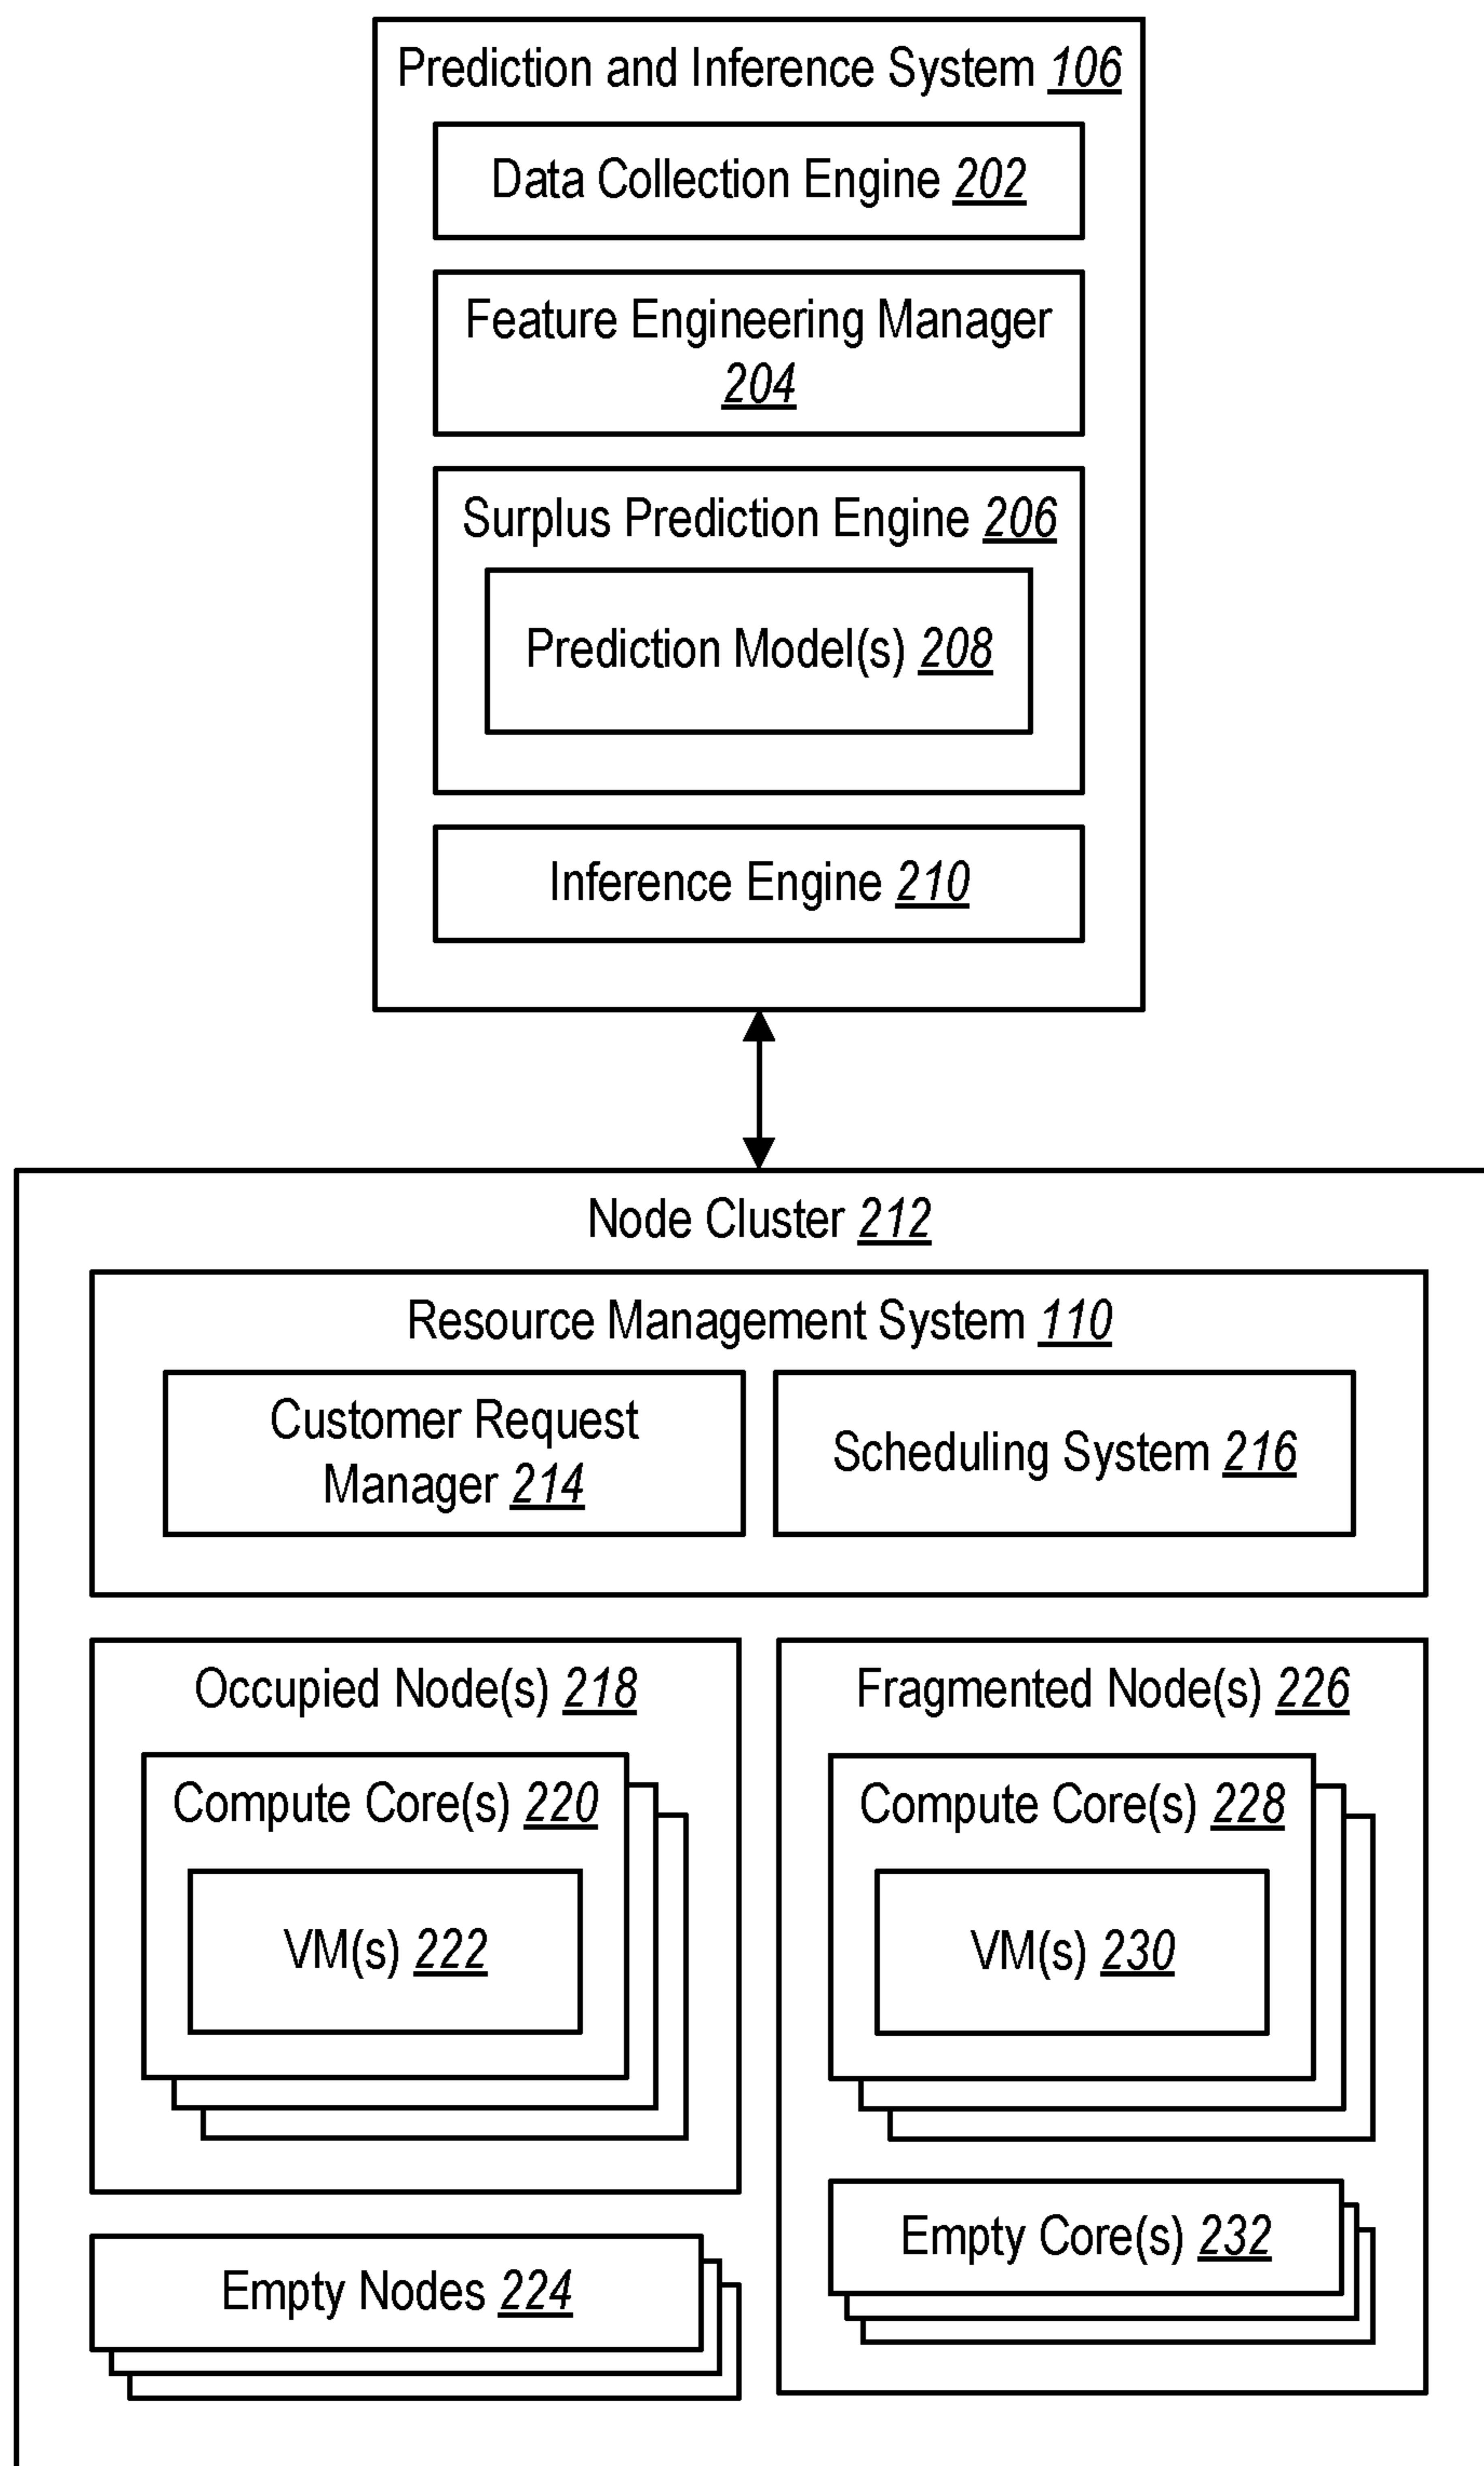 Prediction and Inference System 106
Data Collection Engine 202
Feature Engineering Manager
204
Surplus Prediction Engine 206
Prediction Model(s) 208
Inference Engine 210
Node Cluster 212
Resource Management System 110
Customer Request
Manager 214
Scheduling System 216
Occupied Node(s) 218
Compute Core(s) 220
VM(s) 222
Empty Nodes 224
Fragmented Node(s) 226
Compute Core(s) 228
VM(s) 230
Empty Core(s) 232